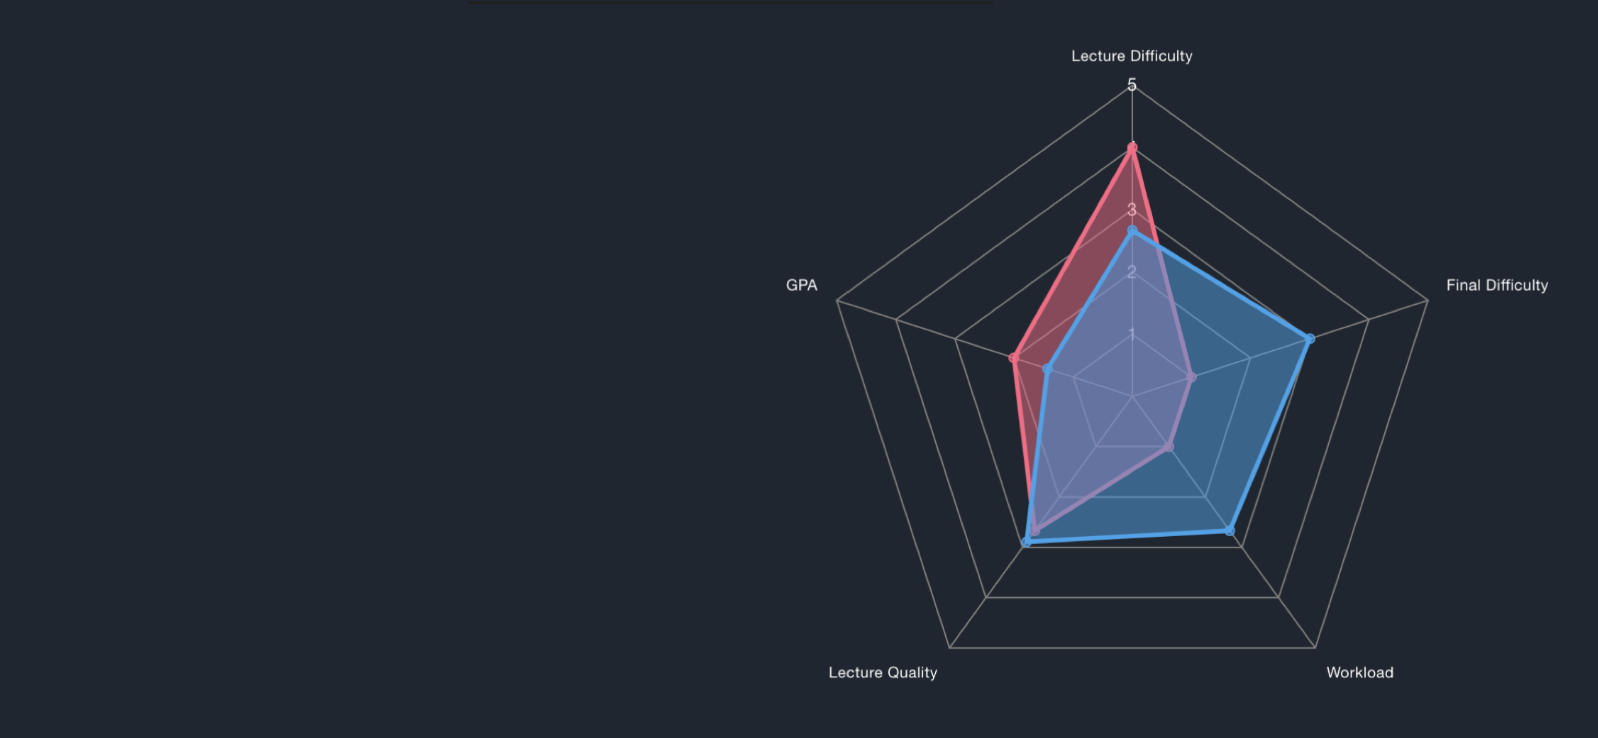 Lecture Difficulty
5
3
2
1
GPA
Final Difficulty
Lecture Quality
Workload